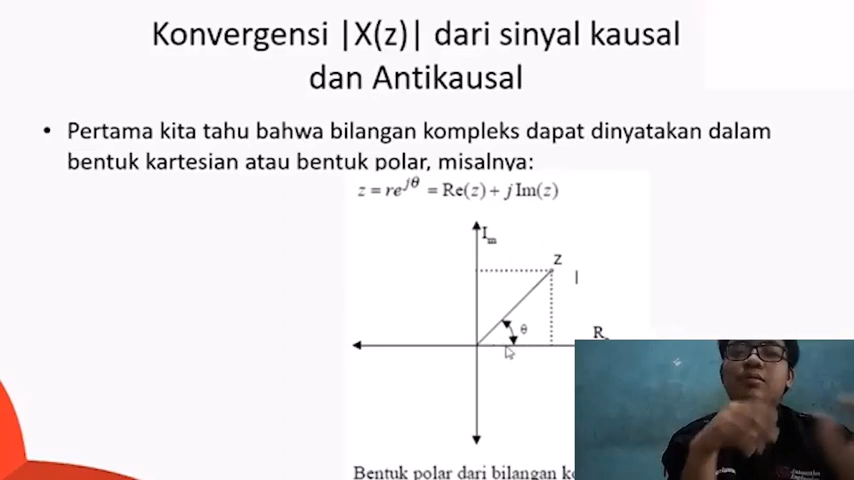 Konvergensi |X(z)| dari sinyal kausal
dan Antikausal
• Pertama kita tahu bahwa bilangan kompleks dapat dinyatakan dalam
bentuk kartesian atau bentuk polar, misalnya:
z = re^{jθ} = Re(z) + j Im(z)
Im
z
θ
R
Bentuk polar dari bilangan